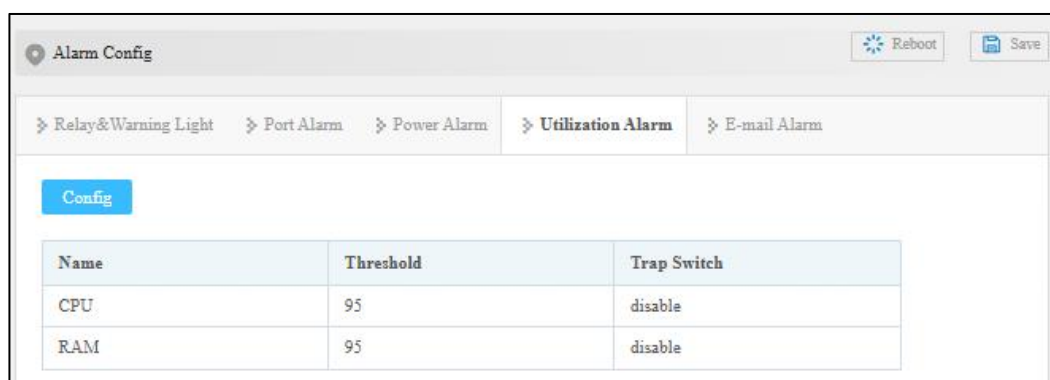 Alarm Config Reboot Save
Relay&Warning Light Port Alarm Power Alarm Utilization Alarm E-mail Alarm
Config
Name Threshold Trap Switch
CPU 95 disable
RAM 95 disable